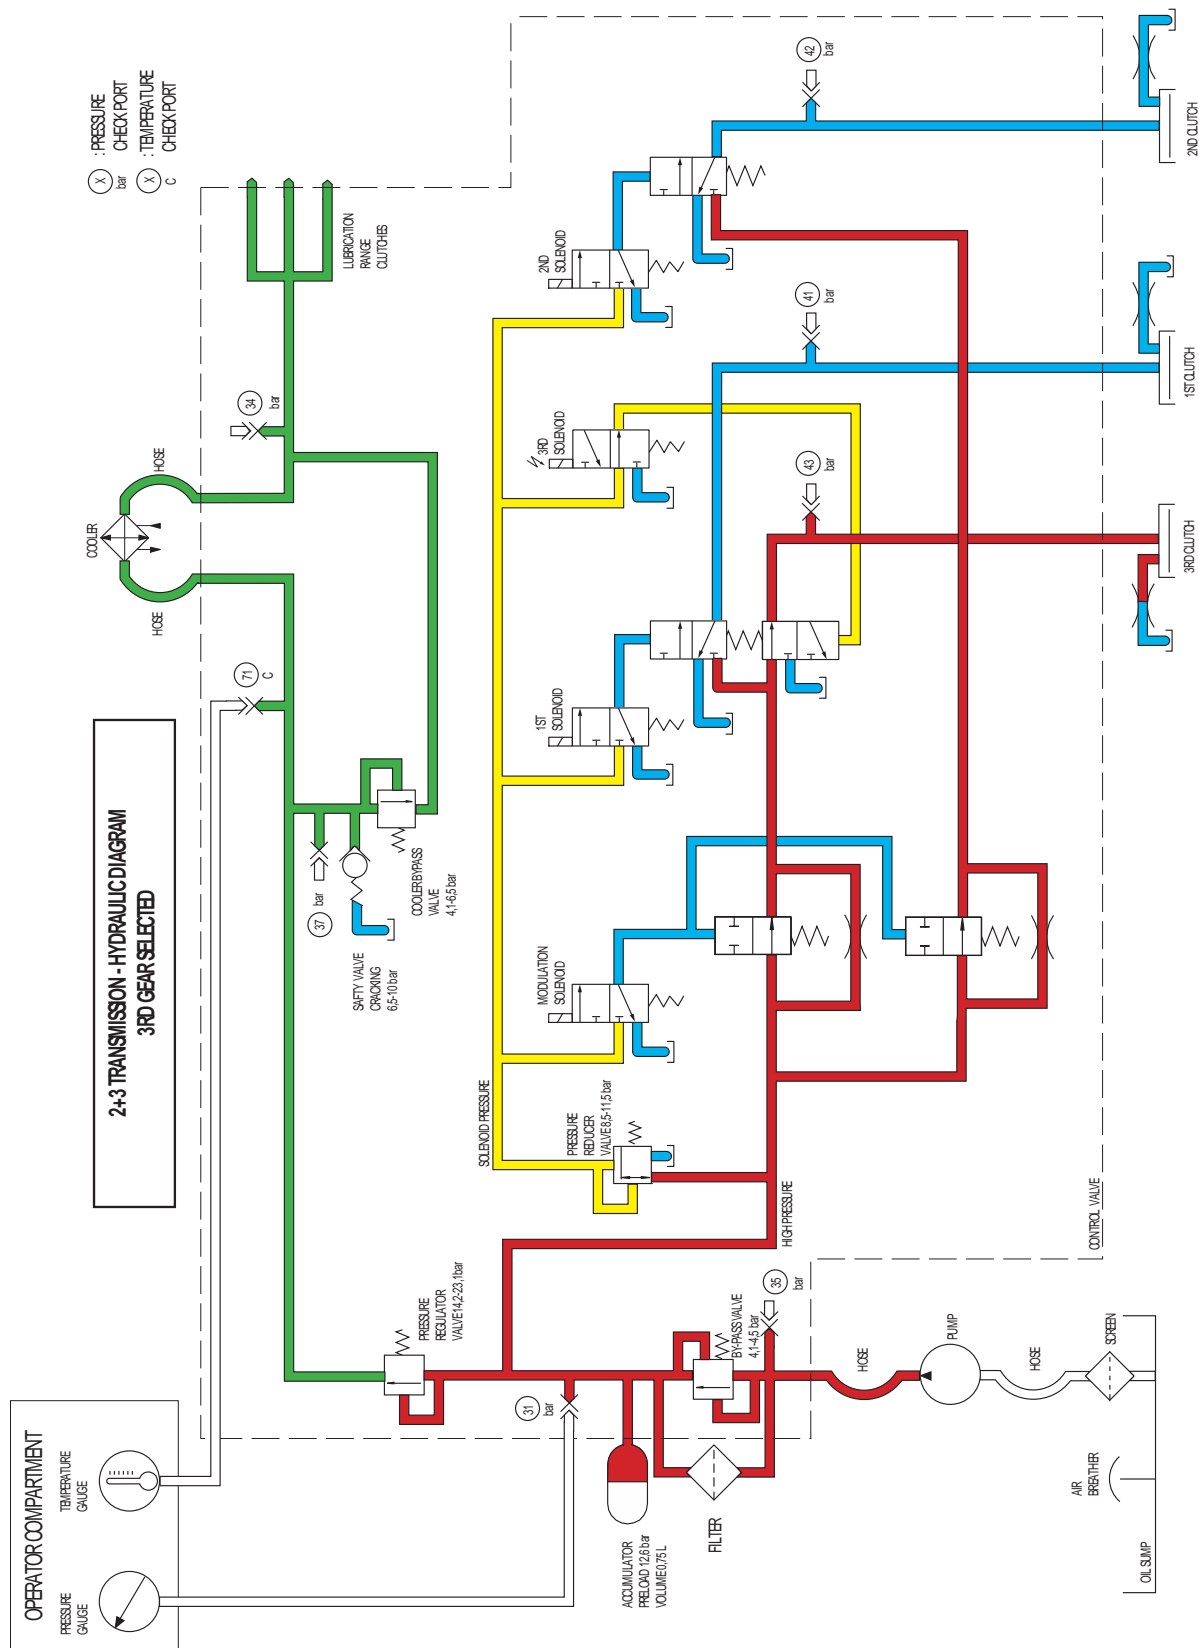 2+3 TRANSMISSION - HYDRAULIC DIAGRAM
3RD GEAR SELECTED
X
bar
: PRESSURE
CHECK PORT
X
C
: TEMPERATURE
CHECK PORT
OPERATOR COMPARTMENT
PRESSURE
GAUGE
TEMPERATURE
GAUGE
71
C
HOSE
COOLER
HOSE
34
bar
LUBRICATION
RANGE
CLUTCHES
37
bar
SAFTY VALVE
CRACKING
6,5-10 bar
COOLER BYPASS
VALVE
4,1-6,5 bar
PRESSURE
REGULATOR
VALVE 14,2-23,1bar
31
bar
ACCUMULATOR
PRELOAD 12,6 bar
VOLUME 0,75 L
FILTER
BY-PASS VALVE
4,1-4,5 bar
35
bar
SOLENOID PRESSURE
PRESSURE
REDUCER
VALVE 8,5-11,5 bar
HIGH PRESSURE
MODULATION
SOLENOID
1ST
SOLENOID
3RD
SOLENOID
2ND
SOLENOID
43
bar
41
bar
42
bar
CONTROL VALVE
3RD CLUTCH
1ST CLUTCH
2ND CLUTCH
HOSE
PUMP
HOSE
SCREEN
AIR
BREATHER
OIL SUMP